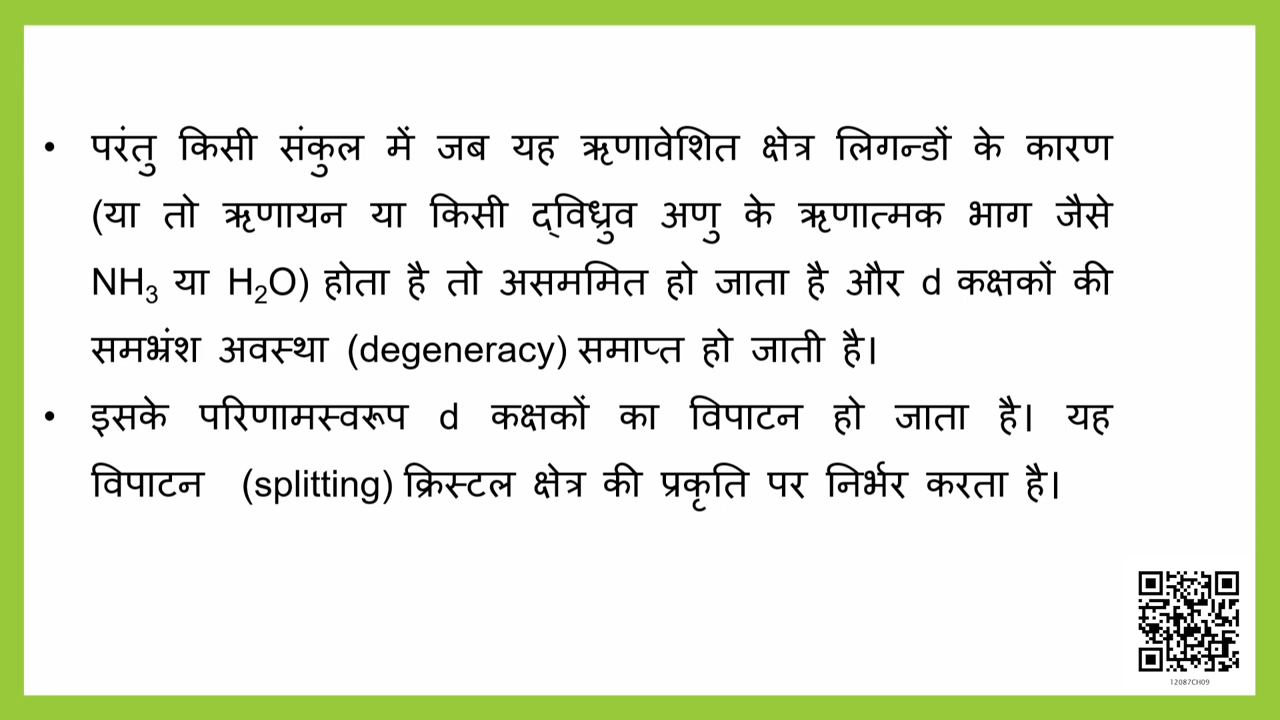 • परंतु किसी संकुल में जब यह ऋणावेशित क्षेत्र लिगन्डों के कारण
(या तो ऋणायन या किसी द्विध्रुव अणु के ऋणात्मक भाग जैसे
NH₃ या H₂O) होता है तो असममित हो जाता है और d कक्षकों की
समभ्रंश अवस्था (degeneracy) समाप्त हो जाती है।
• इसके परिणामस्वरूप d कक्षकों का विपाटन हो जाता है। यह
विपाटन (splitting) क्रिस्टल क्षेत्र की प्रकृति पर निर्भर करता है।
12087CH09